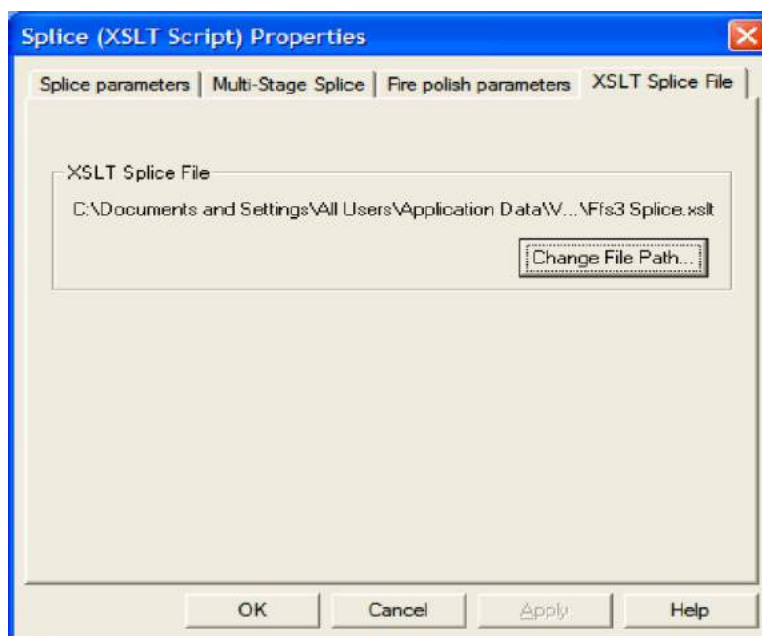 Splice (XSLT Script) Properties
Splice parameters Multi-Stage Splice Fire polish parameters XSLT Splice File
XSLT Splice File
C:\Documents and Settings\All Users\Application Data\V...\Ffs3 Splice.xslt
Change File Path...
OK Cancel Apply Help